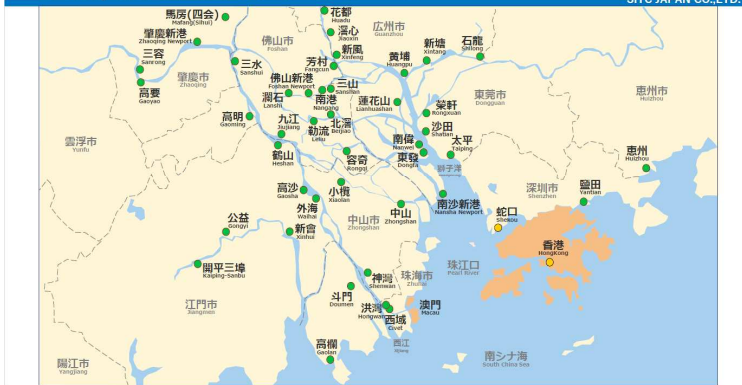 SITC JAPAN CO.,LTD.
馬房(四会)
Mafang(Sihui)
花都
Huadu
広州市
Guangzhou
肇慶新港
Zhaoqing Newport
佛山市
Foshan
滘心
Jiaoxin
新風
Xinfeng
新塘
Xintang
石龍
Shilong
三容
Sanrong
三水
Sanshui
芳村
Fangcun
黄埔
Huangpu
肇慶市
Zhaoqing
佛山新港
Foshan Newport
三山
Sanshan
東莞市
Dongguan
惠州市
Huizhou
高要
Gaoyao
瀾石
Lanshi
南港
Nangang
蓮花山
Lianhuashan
榮軒
Rongxuan
高明
Gaoming
九江
Jiujiang
勒流
Leliu
北滘
Beijiao
沙田
Shatian
雲浮市
Yunfu
鶴山
Heshan
容奇
Rongqi
南偉
Nanwei
太平
Taiping
東發
Dongfa
獅子洋
惠州
Huizhou
高沙
Gaosha
小欖
Xiaolan
深圳市
Shenzhen
鹽田
Yantian
外海
Waihai
中山市
Zhongshan
中山
Zhongshan
南沙新港
Nansha Newport
蛇口
Shekou
公益
Gongyi
新會
Xinhui
香港
HongKong
開平三埠
Kaiping-Sanbu
神灣
Shenwan
珠海市
Zhuhai
珠江口
Pearl River
江門市
Jiangmen
斗門
Doumen
洪灣
Hongwan
西域
Civet
澳門
Macau
高欄
Gaolan
西江
Xijiang
南シナ海
South China Sea
陽江市
Yangjiang